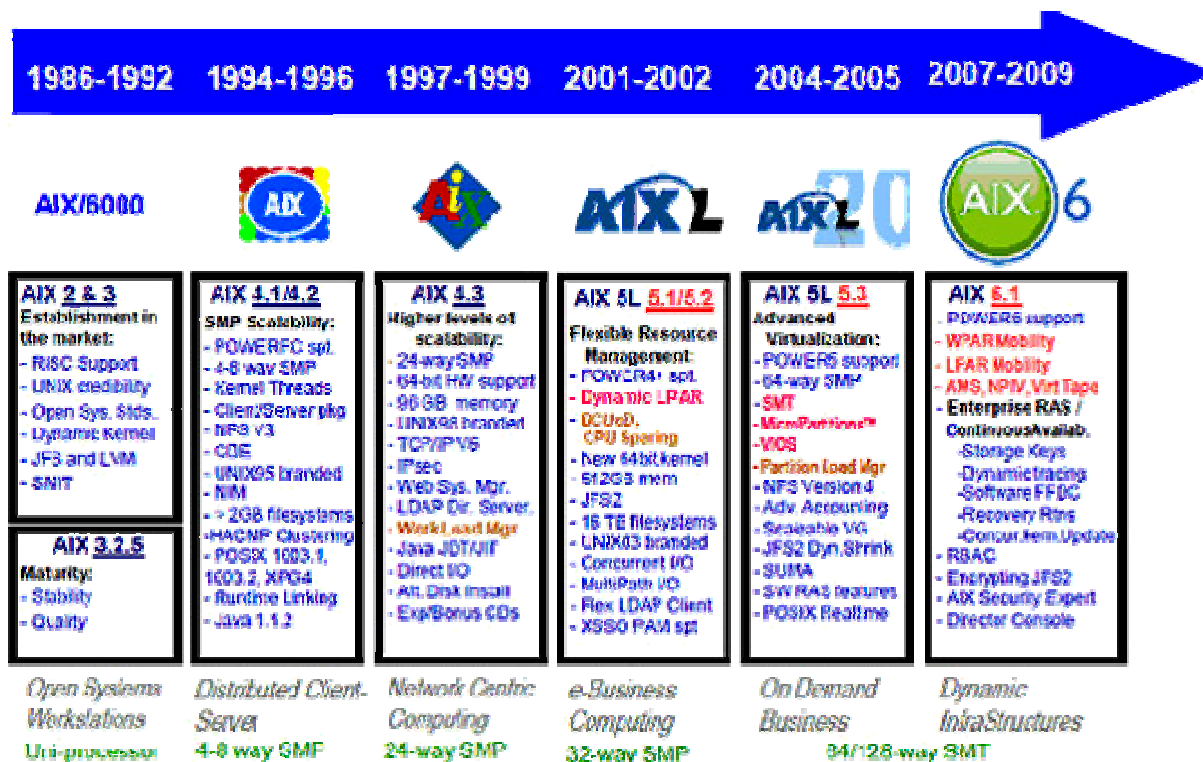 1986-1992
1994-1996
1997-1999
2001-2002
2004-2005
2007-2009
AIX/6000
AIX
AiX
AIX L
AIX L 20
AIX 6
AIX 2 & 3
Establishment in
the market:
- RISC Support
- UNIX credibility
- Open Sys. Stds.
- Dynamic Kernel
- JFS and LVM
- SMIT
AIX 3.2.5
Maturity:
- Stability
- Quality
Open Systems
Workstations
Uni-processor
AIX 4.1/4.2
SMP Scalability:
- POWERPC spt.
- 4-8 way SMP
- Kernel Threads
- Client/Server pkg
- NFS V3
- CDE
- UNIX95 branded
- NIM
- > 2GB filesystems
- HACMP Clustering
- POSIX 1003.1,
1003.2, XPG4
- Runtime Linking
- Java 1.1.2
Distributed Client-
Server
4-8 way SMP
AIX 4.3
Higher levels of
scalability:
- 24-way SMP
- 64-bit HW support
- 96 GB memory
- UNIX98 branded
- TCP/IP V6
- IPsec
- Web Sys. Mgr.
- LDAP Dir. Server.
- WorkLoad Mgr
- Java JDT/JIT
- Direct I/O
- Alt. Disk Install
- Exp/Bonus CDs
Network Centric
Computing
24-way SMP
AIX 5L 5.1/5.2
Flexible Resource
Management:
- POWER4+ spt.
- Dynamic LPAR
- DCUoD,
CPU Sparing
- New 64bit kernel
- 512GB mem
- JFS2
- 16 TB filesystems
- UNIX03 branded
- Concurrent I/O
- MultiPath I/O
- Flex LDAP Client
- XSSO PAM spt
e-Business
Computing
32-way SMP
AIX 5L 5.3
Advanced
Virtualization:
- POWER5 support
- 64-way SMP
- SMT
- MicroPartitions™
- VIOS
- Partition Load Mgr
- NFS Version 4
- Adv. Accounting
- Scaleable VG
- JFS2 Dyn.Shrink
- SUMA
- SW RAS features
- POSIX Realtime
On Demand
Business
AIX 6.1
- POWER6 support
- WPAR Mobility
- LPAR Mobility
- AMS, NPIV, Virt Tape
- Enterprise RAS /
ContinuousAvailab.
-Storage Keys
-Dynamic tracing
-Software FFDC
-Recovery Rtns
-Concur.Kern.Update
- RBAC
- Encrypting JFS2
- AIX Security Expert
- Director Console
Dynamic
InfraStructures
64/128-way SMT